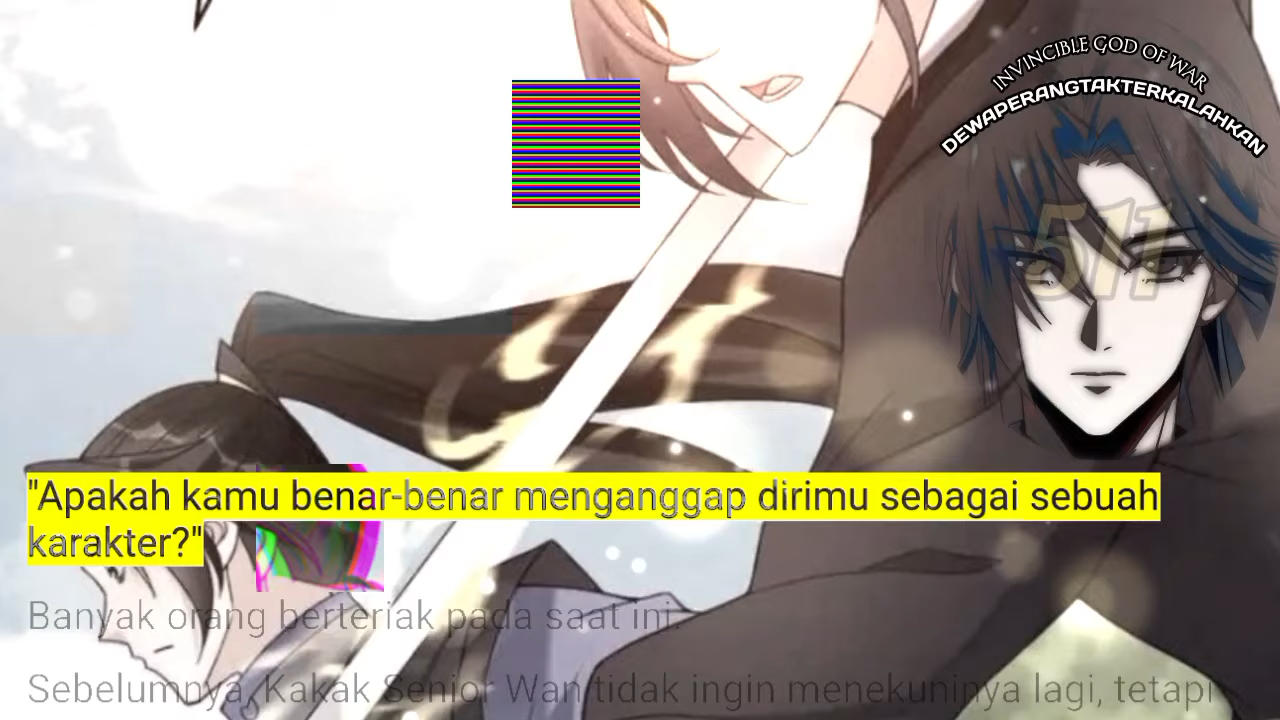 INVINCIBLE GOD OF WAR
DEWAPERANGTAKTERKALAHKAN
511
"Apakah kamu benar-benar menganggap dirimu sebagai sebuah
karakter?"
Banyak orang berteriak pada saat ini.
Sebelumnya, Kakak Senior Wan tidak ingin menekuninya lagi, tetapi